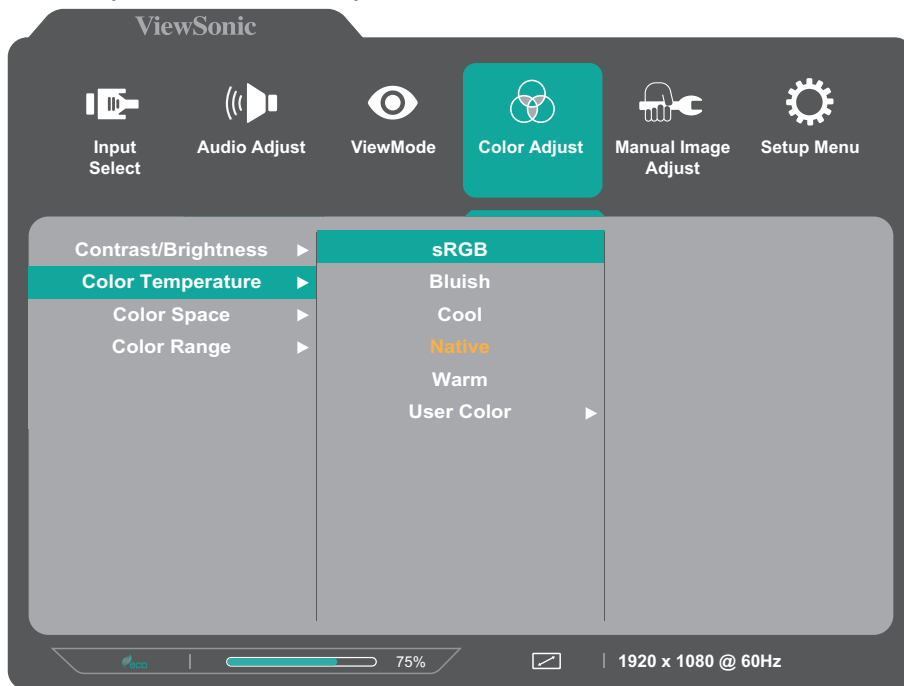 ViewSonic
Input
Select
Audio Adjust
ViewMode
Color Adjust
Manual Image
Adjust
Setup Menu
Contrast/Brightness
Color Temperature
Color Space
Color Range
sRGB
Bluish
Cool
Native
Warm
User Color
eco
75%
1920 x 1080 @ 60Hz